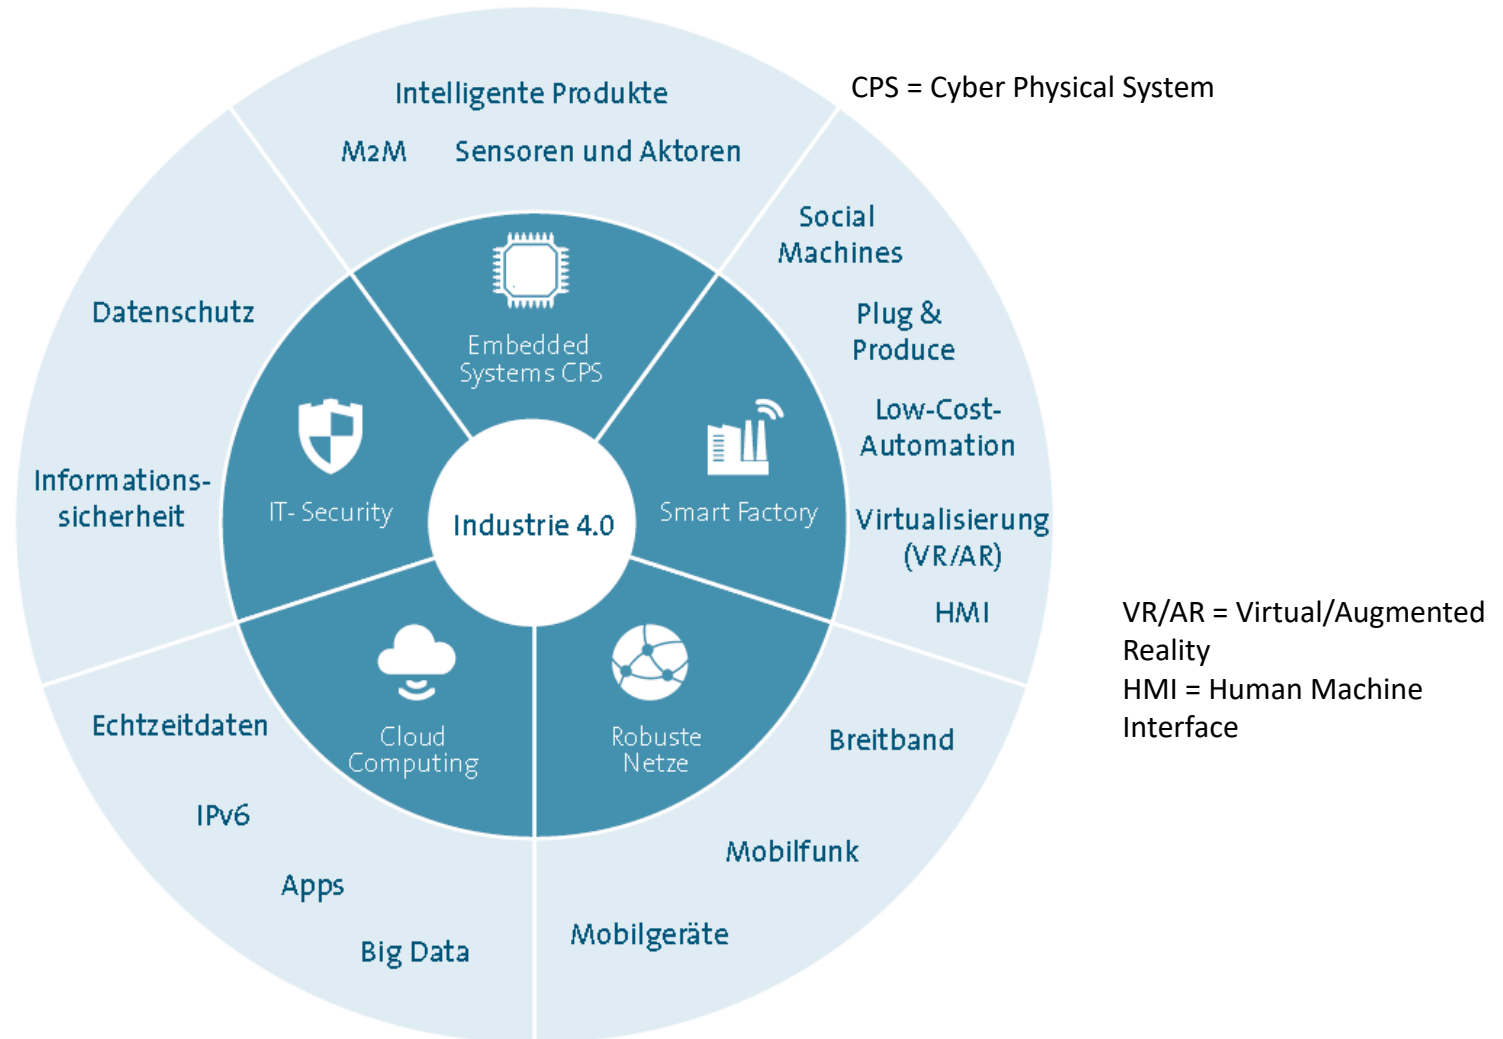 Intelligente Produkte
M2M
Sensoren und Aktoren
CPS = Cyber Physical System
Social
Machines
Plug &
Produce
Low-Cost-
Automation
Virtualisierung
(VR/AR)
HMI
VR/AR = Virtual/Augmented
Reality
HMI = Human Machine
Interface
Datenschutz
Informations-
sicherheit
Embedded
Systems CPS
IT- Security
Industrie 4.0
Smart Factory
Cloud
Computing
Robuste
Netze
Echtzeitdaten
IPv6
Apps
Big Data
Breitband
Mobilfunk
Mobilgeräte